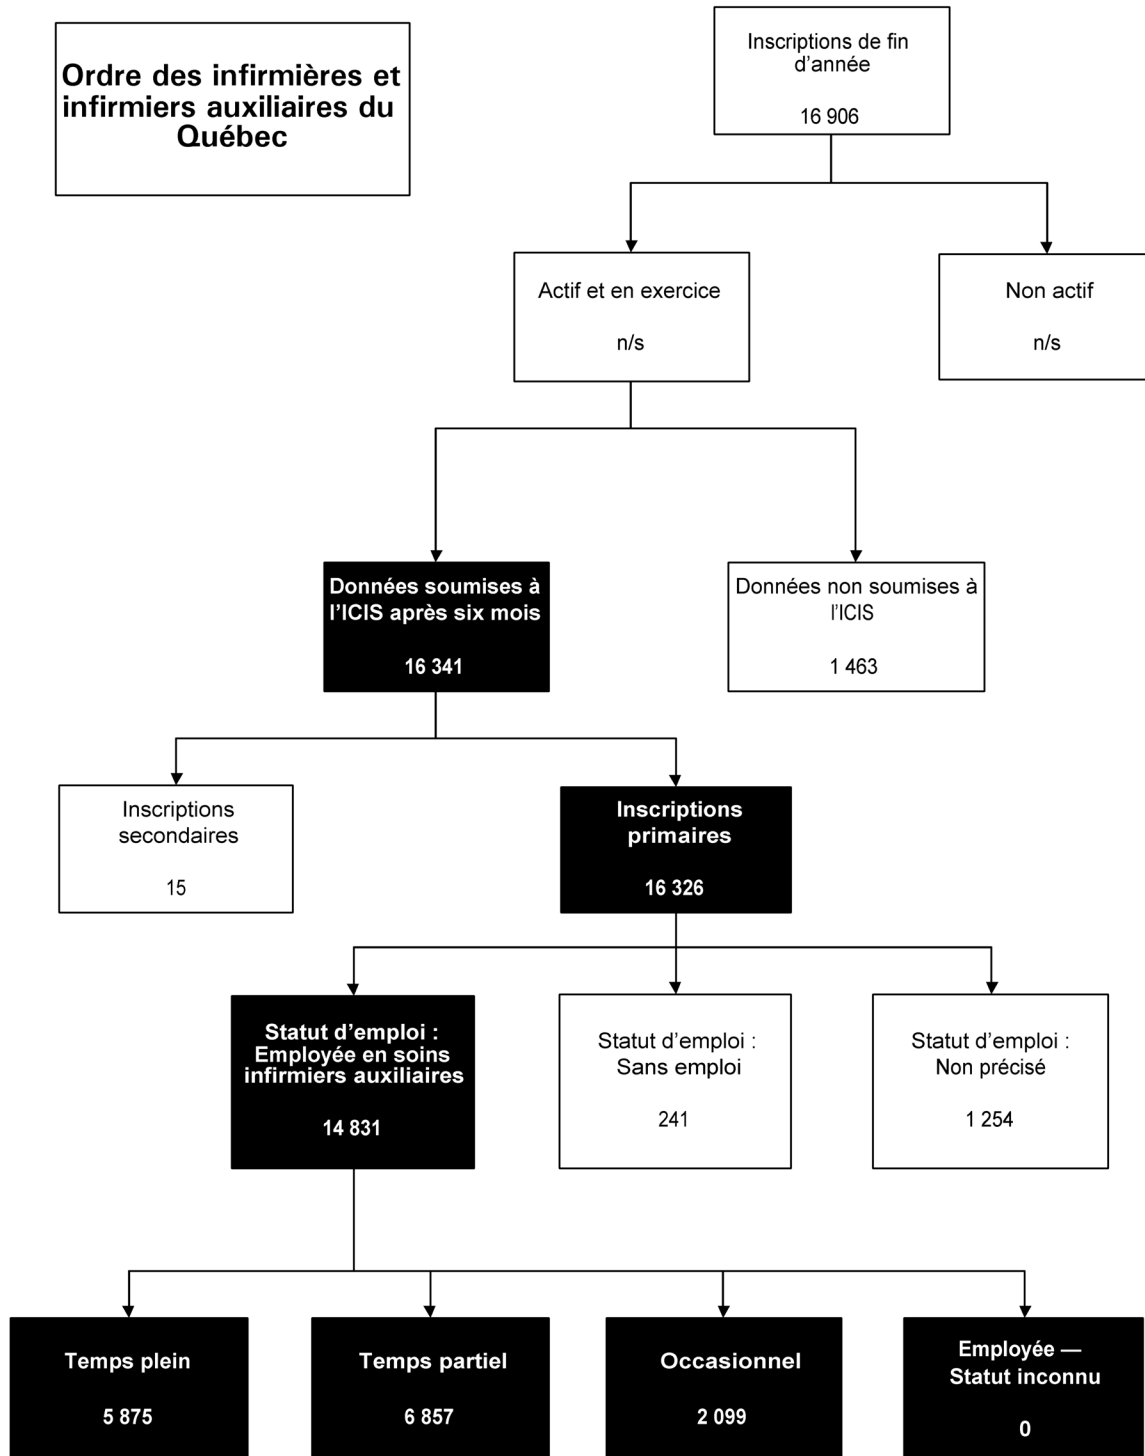 Ordre des infirmières et
infirmiers auxiliaires du
Québec
Inscriptions de fin
d’année
16 906
Actif et en exercice
n/s
Non actif
n/s
Données soumises à
l’ICIS après six mois
16 341
Données non soumises à
l’ICIS
1 463
Inscriptions
secondaires
15
Inscriptions
primaires
16 326
Statut d’emploi :
Employée en soins
infirmiers auxiliaires
14 831
Statut d’emploi :
Sans emploi
241
Statut d’emploi :
Non précisé
1 254
Temps plein
5 875
Temps partiel
6 857
Occasionnel
2 099
Employée —
Statut inconnu
0